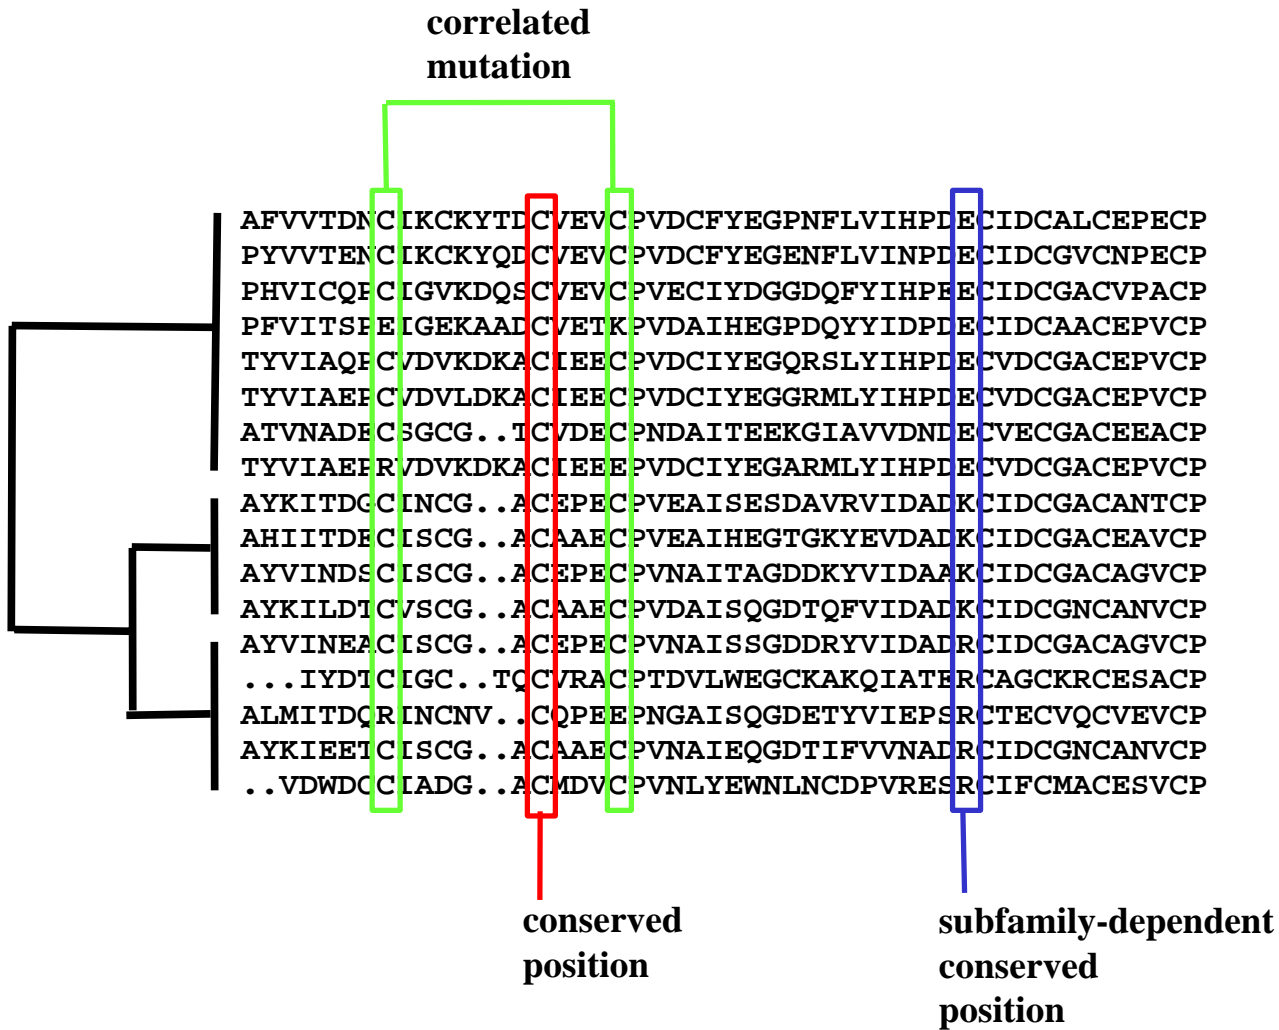 correlated
mutation
AFVVTDNCIKCKYTDCVEVCPVDCFYEGPNFLVIHPDECIDCALCEPECP
PYVVTENCIKCKYQDCVEVCPVDCFYEGENFLVINPDECIDCGVCNPECP
PHVICQPCIGVKDQSCVEVCPVECIYDGGDQFYIHPEECIDCGACVPACP
PFVITSPEIGEKAADCVETKPVDAIHEGPDQYYIDPDECIDCAACEPVCP
TYVIAQPCVDVKDKACIEECPVDCIYEGQRSLYIHPDECVDCGACEPVCP
TYVIAEPCVDVLDKACIEECPVDCIYEGGRMLYIHPDECVDCGACEPVCP
ATVNADECSGCG..TCVDECPNDAITEEKGIAVVDNDECVECGACEEACP
TYVIAEPRVDVKDKACIEEEPVDCIYEGARMLYIHPDECVDCGACEPVCP
AYKITDGCINCG..ACEPECPVEAISESDAVRVIDADKCIDCGACANTCP
AHIITDECISCG..ACAAECPVEAIHEGTGKYEVDADKCIDCGACEAVCP
AYVINDSCISCG..ACEPECPVNAITAGDDKYVIDAAKCIDCGACAGVCP
AYKILDTCVSCG..ACAAECPVDAISQGDTQFVIDADKCIDCGNCANVCP
AYVINEACISCG..ACEPECPVNAISSGDDRYVIDADRCIDCGACAGVCP
...IYDTCIGC..TQCVRACPTDVLWEGCKAKQIATERCAGCKRCESACP
ALMITDQRINCNV..CQPEEPNGAISQGDETYVIEPSRCTECVQCVEVCP
AYKIEETCISCG..ACAAECPVNAIEQGDTIFVVNADRCIDCGNCANVCP
..VDWDCCIADG..ACMDVCPVNLYEWNLNCDPVRESRCIFCMACESVCP
conserved
position
subfamily-dependent
conserved
position